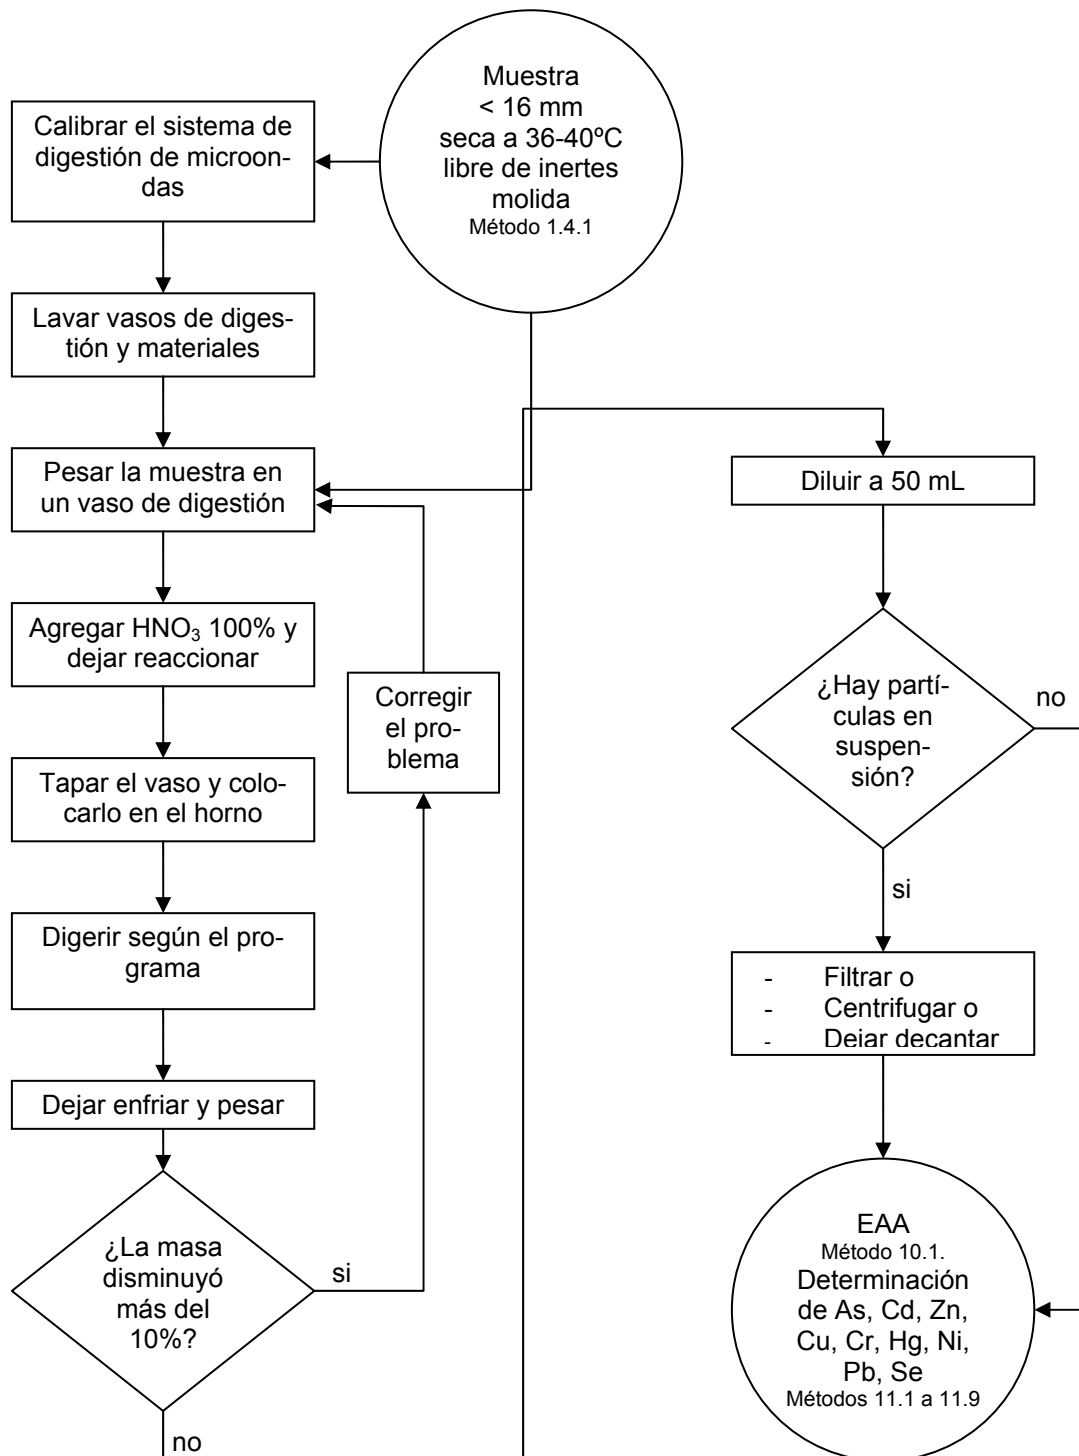 Muestra
< 16 mm
seca a 36-40ºC
libre de inertes
molida
Método 1.4.1
Calibrar el sistema de
digestión de microon-
das
Lavar vasos de diges-
tión y materiales
Pesar la muestra en
un vaso de digestión
Agregar HNO₃ 100% y
dejar reaccionar
Tapar el vaso y colo-
carlo en el horno
Digerir según el pro-
grama
Dejar enfriar y pesar
¿La masa
disminuyó
más del
10%?
si
no
Corregir
el pro-
blema
Diluir a 50 mL
¿Hay partí-
culas en
suspen-
sión?
no
si
- Filtrar o
- Centrifugar o
- Dejar decantar
EAA
Método 10.1.
Determinación
de As, Cd, Zn,
Cu, Cr, Hg, Ni,
Pb, Se
Métodos 11.1 a 11.9